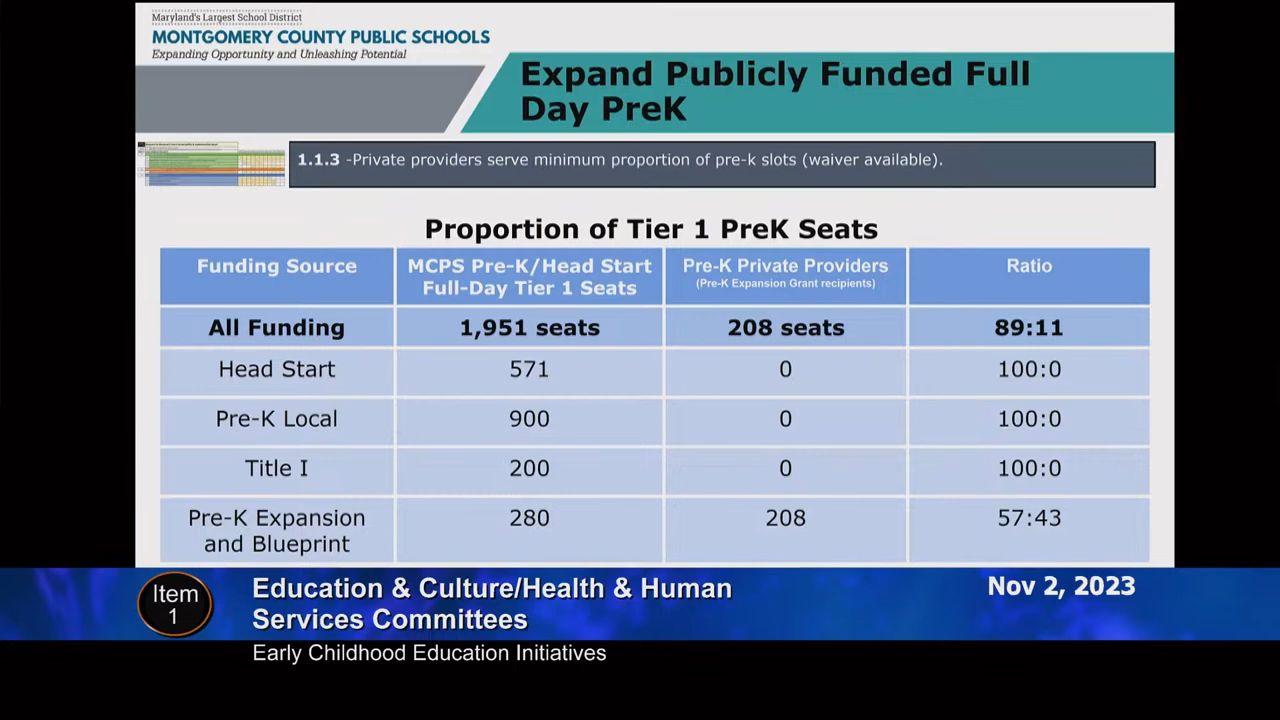 Maryland's Largest School District
MONTGOMERY COUNTY PUBLIC SCHOOLS
Expanding Opportunity and Unleashing Potential
Expand Publicly Funded Full
Day PreK
1.1.3 -Private providers serve minimum proportion of pre-k slots (waiver available).
Proportion of Tier 1 PreK Seats
Funding Source
MCPS Pre-K/Head Start
Full-Day Tier 1 Seats
Pre-K Private Providers
(Pre-K Expansion Grant recipients)
Ratio
All Funding
1,951 seats
208 seats
89:11
Head Start
571
0
100:0
Pre-K Local
900
0
100:0
Title I
200
0
100:0
Pre-K Expansion
and Blueprint
280
208
57:43
Item
1
Education & Culture/Health & Human
Services Committees
Nov 2, 2023
Early Childhood Education Initiatives